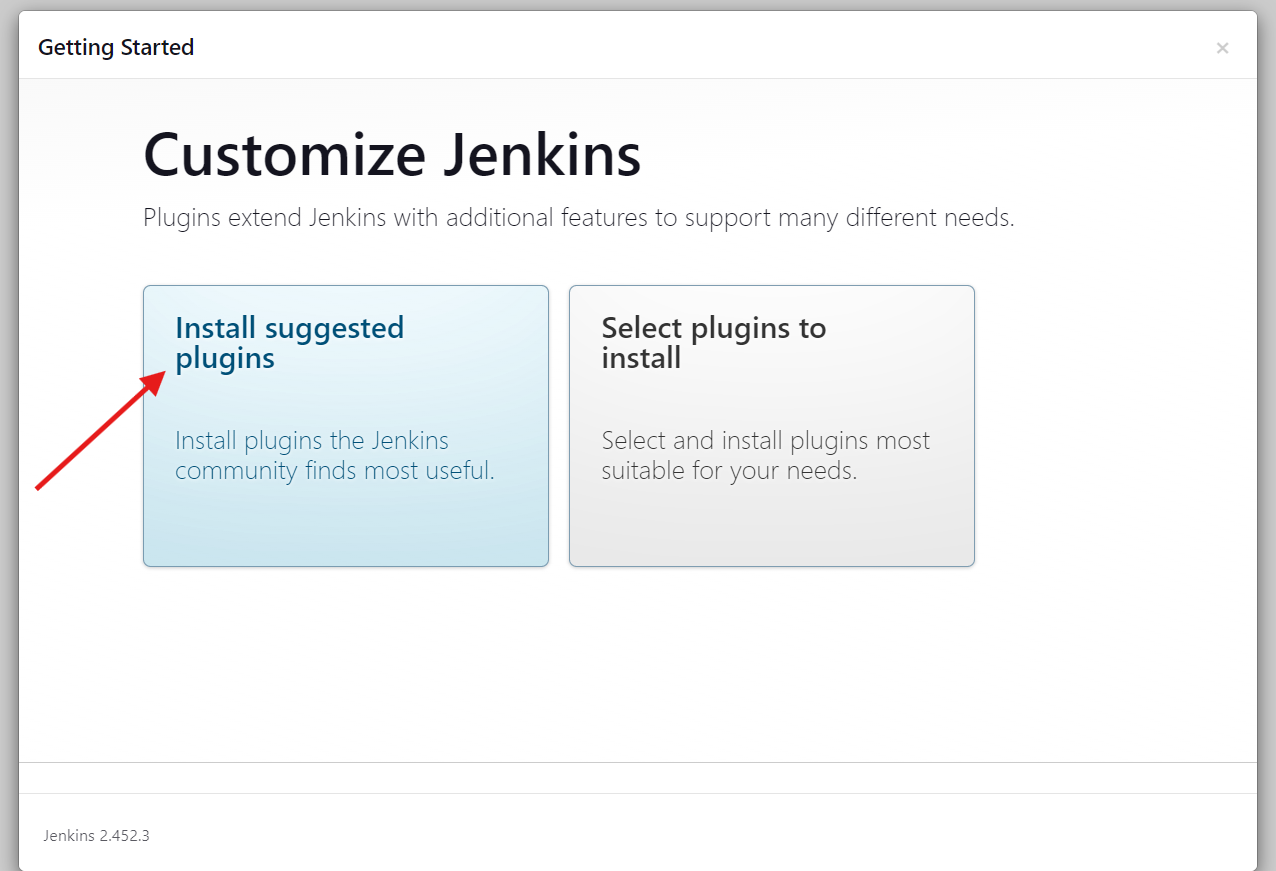 Getting Started
×
Customize Jenkins
Plugins extend Jenkins with additional features to support many different needs.
Install suggested
plugins
Install plugins the Jenkins
community finds most useful.
Select plugins to
install
Select and install plugins most
suitable for your needs.
Jenkins 2.452.3